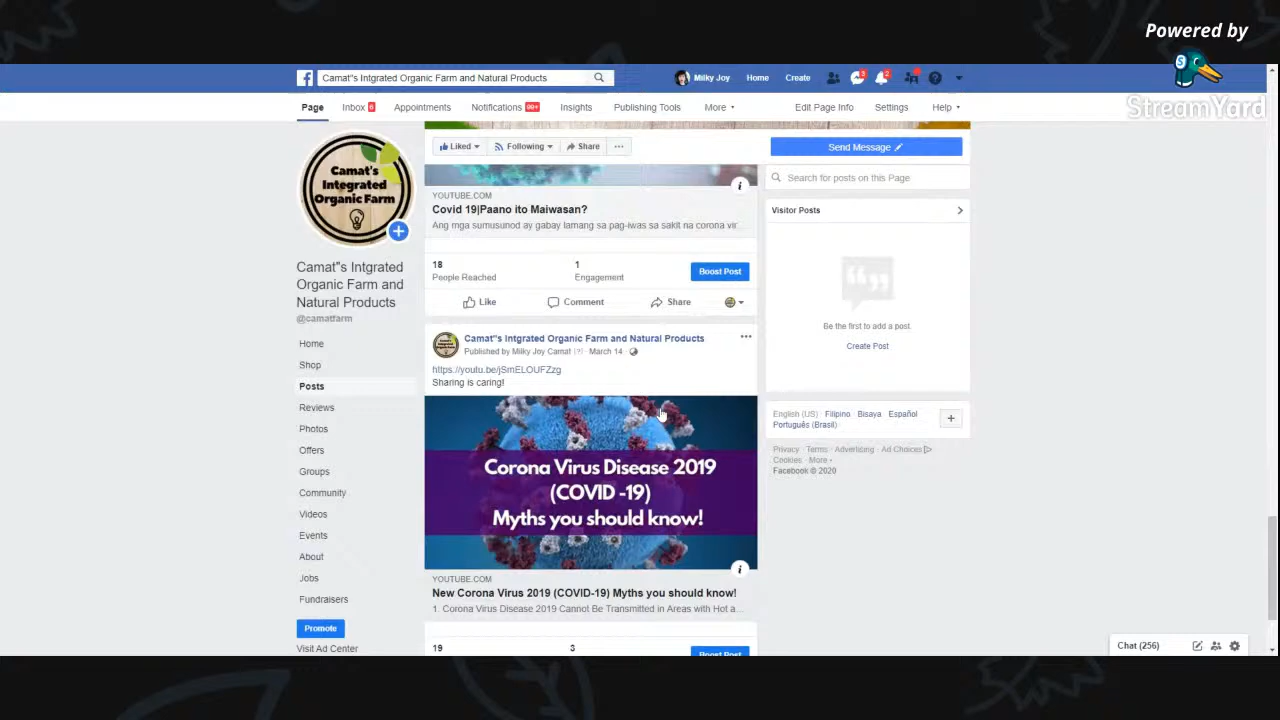 Powered by
StreamYard
Camat"s Intgrated Organic Farm and Natural Products
Milky Joy
Home
Create
3
2
Page
Inbox 6
Appointments
Notifications 99+
Insights
Publishing Tools
More
Edit Page Info
Settings
Help
Camat's
Integrated
Organic Farm
Camat"s Intgrated
Organic Farm and
Natural Products
@camatfarm
Home
Shop
Posts
Reviews
Photos
Offers
Groups
Community
Videos
Events
About
Jobs
Fundraisers
Promote
Visit Ad Center
Liked
Following
Share
YOUTUBE.COM
Covid 19|Paano ito Maiwasan?
Ang mga sumusunod ay gabay lamang sa pag-iwas sa sakit na corona vir...
18
People Reached
1
Engagement
Boost Post
Like
Comment
Share
Camat"s Intgrated Organic Farm and Natural Products
Published by Milky Joy Camat [?] · March 14 ·
https://youtu.be/jSmELOUFZzg
Sharing is caring!
Corona Virus Disease 2019
(COVID -19)
Myths you should know!
YOUTUBE.COM
New Corona Virus 2019 (COVID-19) Myths you should know!
1. Corona Virus Disease 2019 Cannot Be Transmitted in Areas with Hot a...
19
3
Boost Post
Send Message
Search for posts on this Page
Visitor Posts
Be the first to add a post.
Create Post
English (US) · Filipino · Bisaya · Español ·
Português (Brasil)
Privacy · Terms · Advertising · Ad Choices
Cookies · More
Facebook © 2020
Chat (256)